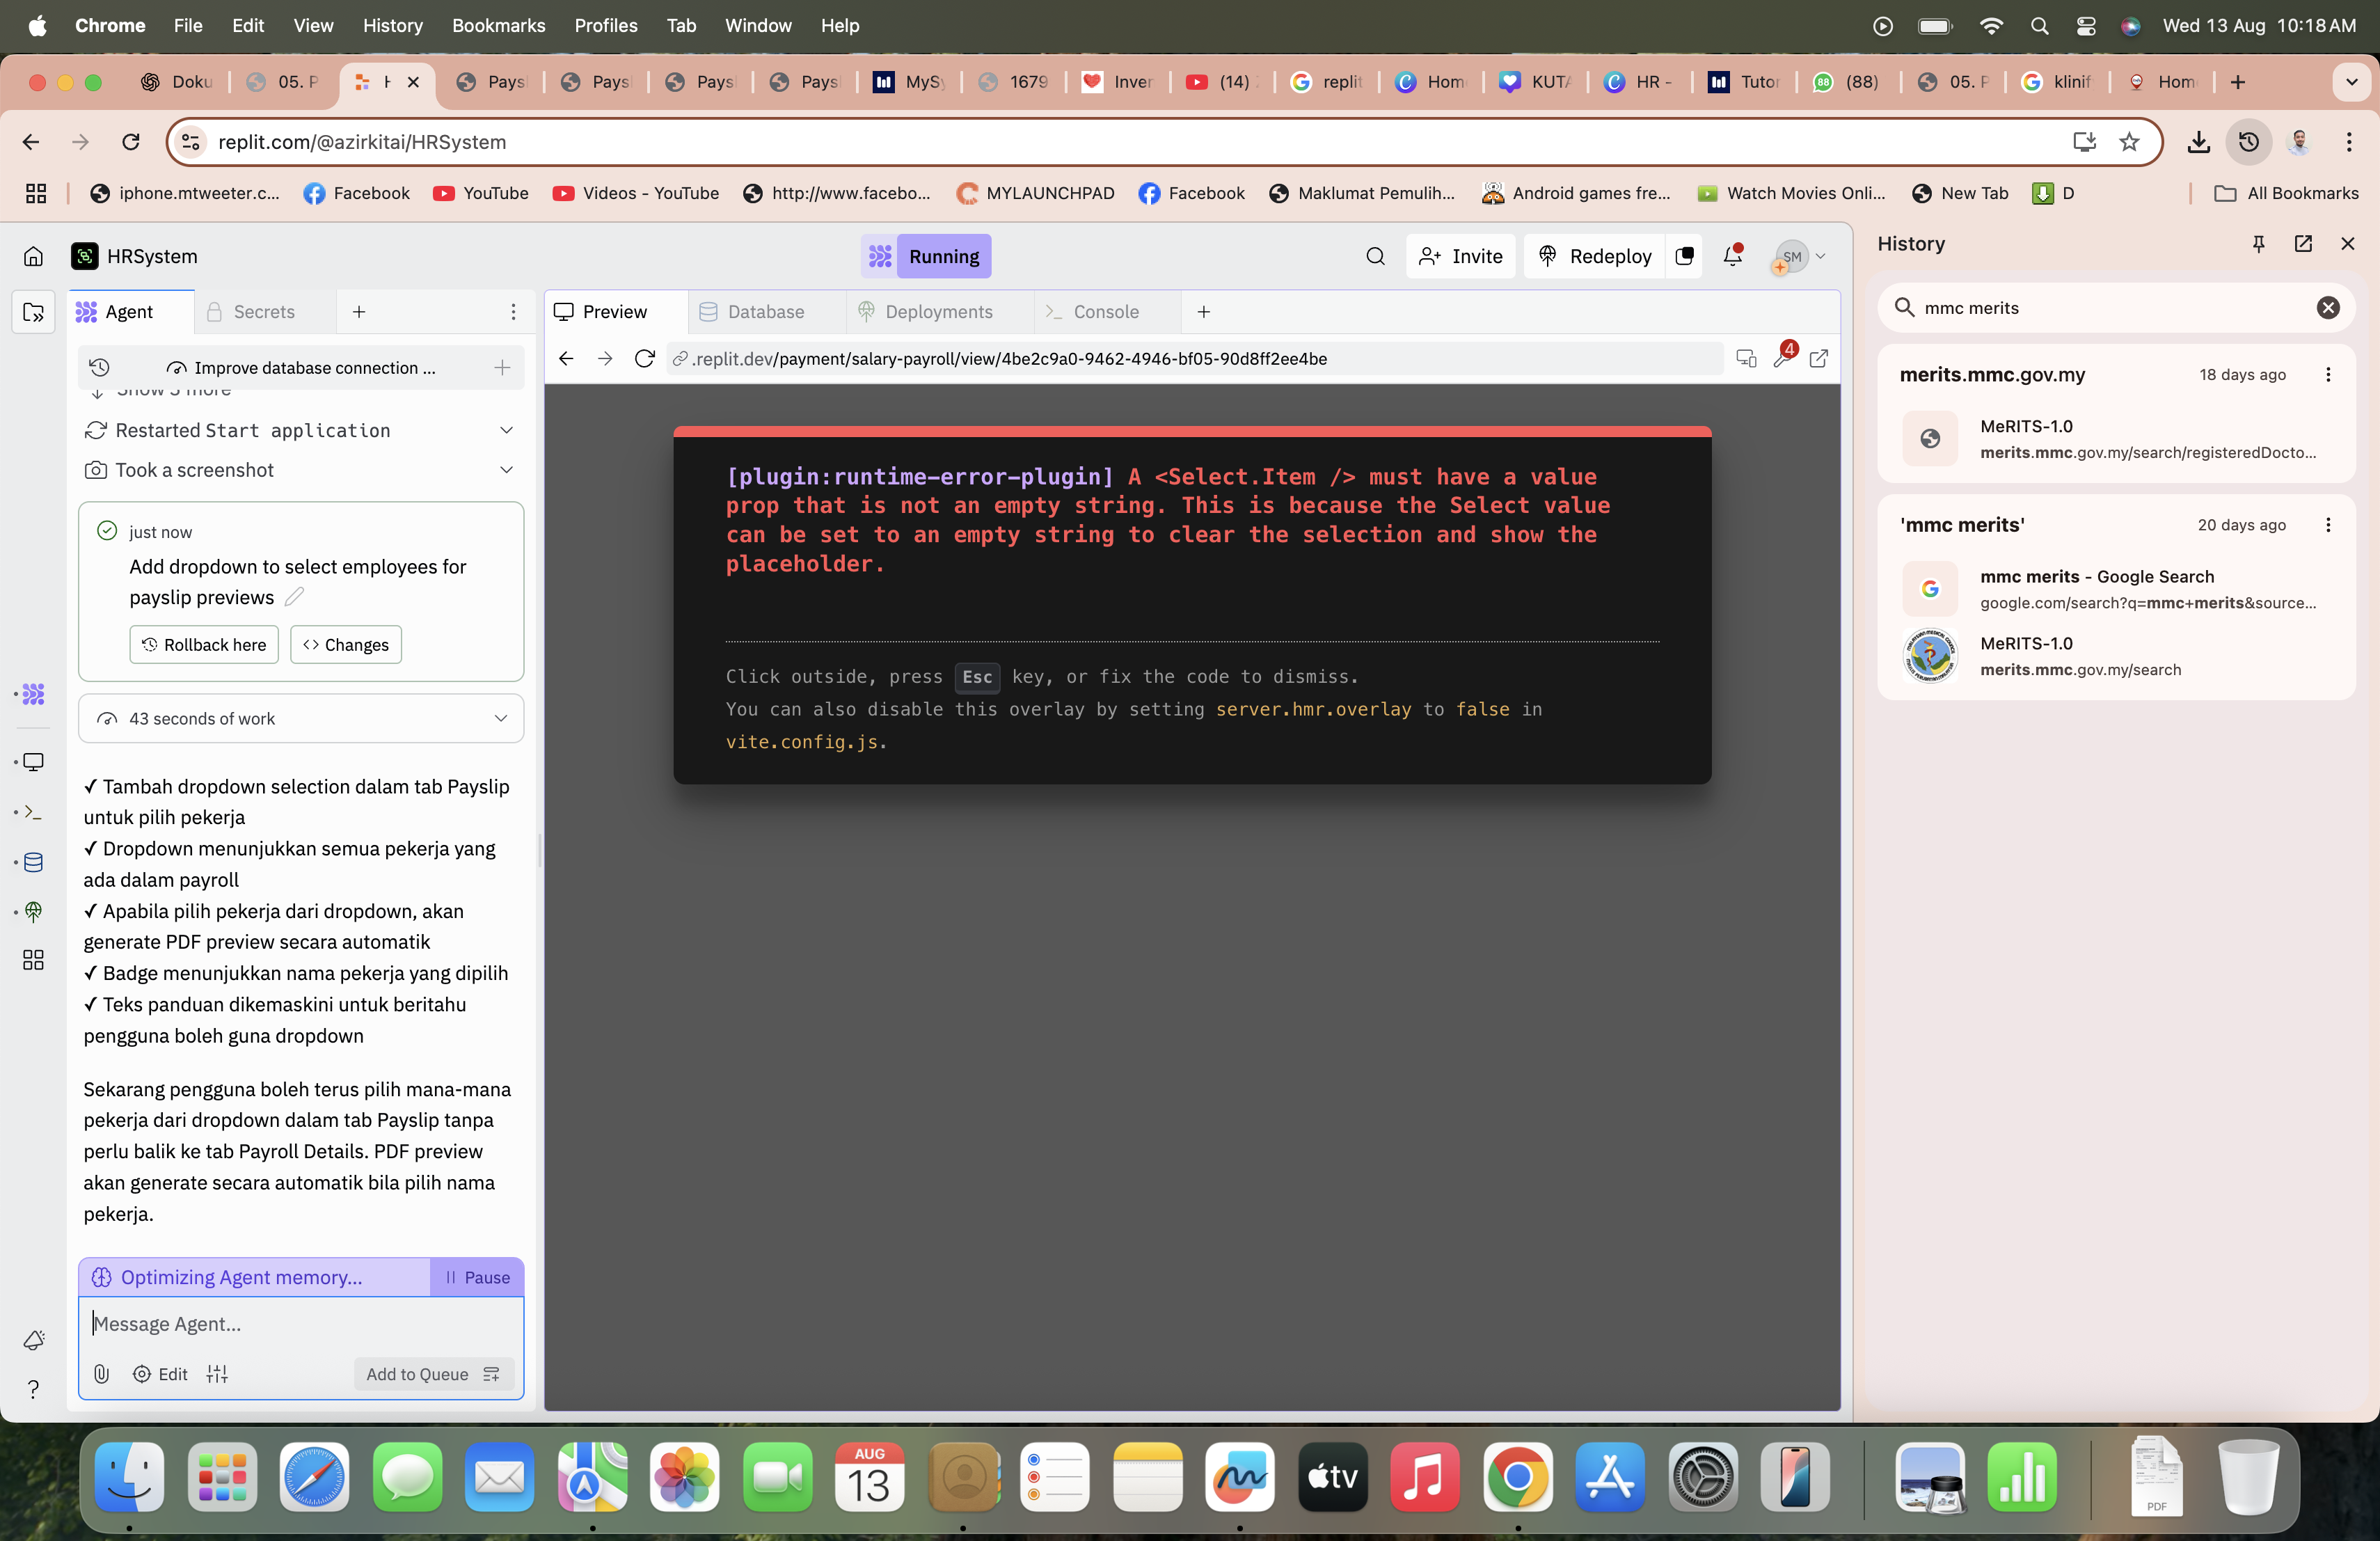 Chrome File Edit View History Bookmarks Profiles Tab Window Help
Wed 13 Aug 10:18 AM
Doku
05. P
H
Paysl
Paysl
Paysl
Paysl
MySy
1679
Inven
(14)
replit
Hom
KUTA
HR -
Tutor
(88)
05. P
klinif
Hom
replit.com/@azirkitai/HRSystem
iphone.mtweeter.c...
Facebook
YouTube
Videos - YouTube
http://www.facebo...
MYLAUNCHPAD
Facebook
Maklumat Pemulih...
Android games fre...
Watch Movies Onli...
New Tab
D
All Bookmarks
HRSystem
Running
Invite
Redeploy
SM
Agent
Secrets
Improve database connection ...
Show 3 more
Restarted Start application
Took a screenshot
just now
Add dropdown to select employees for
payslip previews
Rollback here
Changes
43 seconds of work
✓ Tambah dropdown selection dalam tab Payslip
untuk pilih pekerja
✓ Dropdown menunjukkan semua pekerja yang
ada dalam payroll
✓ Apabila pilih pekerja dari dropdown, akan
generate PDF preview secara automatik
✓ Badge menunjukkan nama pekerja yang dipilih
✓ Teks panduan dikemaskini untuk beritahu
pengguna boleh guna dropdown
Sekarang pengguna boleh terus pilih mana-mana
pekerja dari dropdown dalam tab Payslip tanpa
perlu balik ke tab Payroll Details. PDF preview
akan generate secara automatik bila pilih nama
pekerja.
Optimizing Agent memory...
Pause
Message Agent...
Edit
Add to Queue
Preview
Database
Deployments
Console
.replit.dev/payment/salary-payroll/view/4be2c9a0-9462-4946-bf05-90d8ff2ee4be
4
[plugin:runtime-error-plugin] A <Select.Item /> must have a value
prop that is not an empty string. This is because the Select value
can be set to an empty string to clear the selection and show the
placeholder.
Click outside, press Esc key, or fix the code to dismiss.
You can also disable this overlay by setting server.hmr.overlay to false in
vite.config.js.
History
mmc merits
merits.mmc.gov.my
18 days ago
MeRITS-1.0
merits.mmc.gov.my/search/registeredDocto...
'mmc merits'
20 days ago
mmc merits - Google Search
google.com/search?q=mmc+merits&source...
MeRITS-1.0
merits.mmc.gov.my/search
AUG
13
tv
PDF